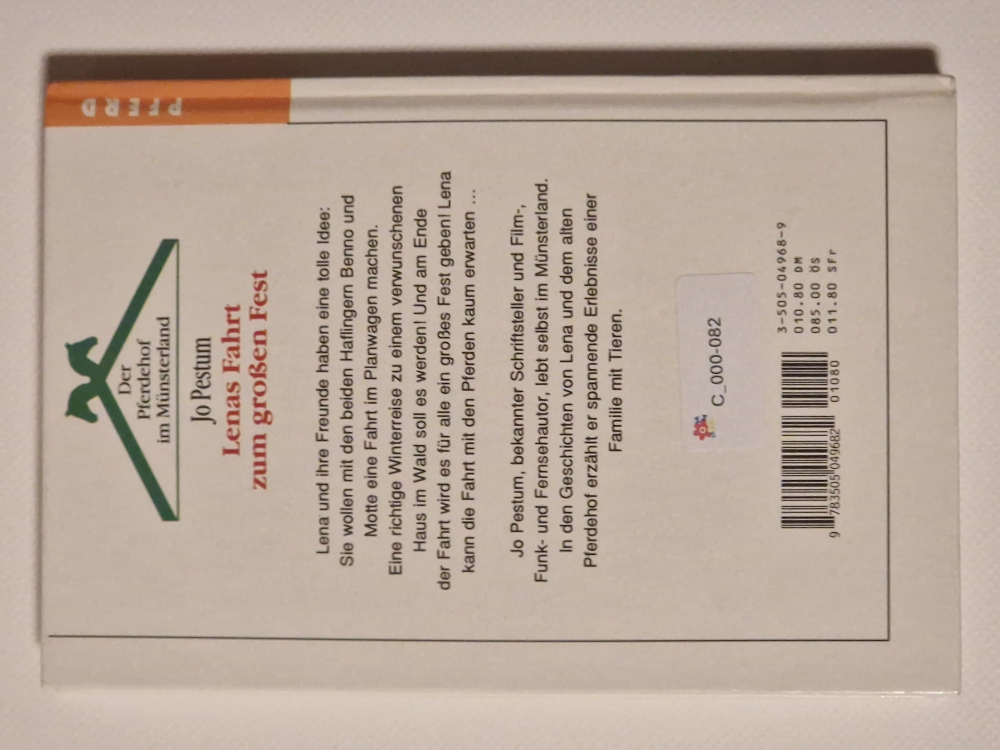 Der
Pferdehof
im Münsterland
Jo Pestum
Lenas Fahrt
zum großen Fest
Lena und ihre Freunde haben eine tolle Idee:
Sie wollen mit den beiden Haflingern Benno und
Motte eine Fahrt im Planwagen machen.
Eine richtige Winterreise zu einem verwunschenen
Haus im Wald soll es werden! Und am Ende
der Fahrt wird es für alle ein großes Fest geben! Lena
kann die Fahrt mit den Pferden kaum erwarten ...
Jo Pestum, bekannter Schriftsteller und Film-,
Funk- und Fernsehautor, lebt selbst im Münsterland.
In den Geschichten von Lena und dem alten
Pferdehof erzählt er spannende Erlebnisse einer
Familie mit Tieren.
C_000-082
3-505-04968-9
010.80 DM
085.00 ÖS
011.80 SFr
9 783505 049682 01080